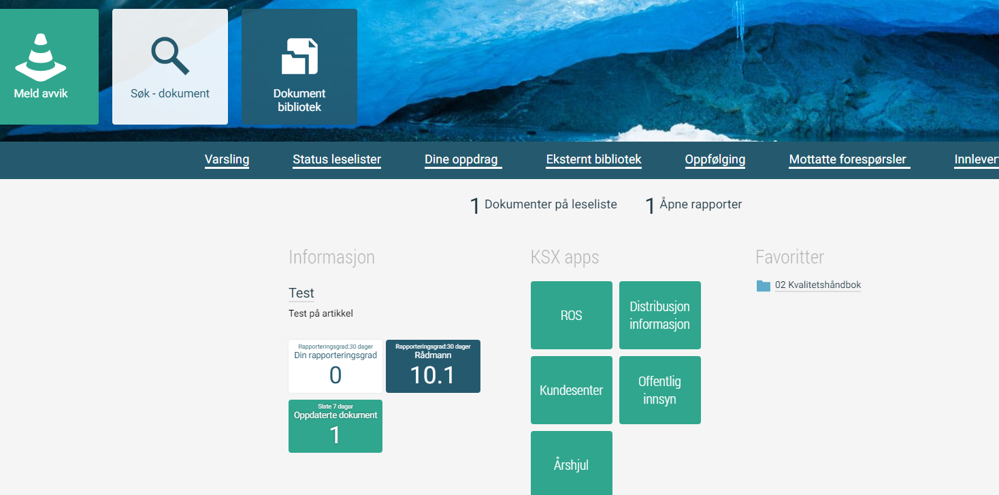 Meld avvik
Søk - dokument
Dokument
bibliotek
Varsling
Status leselister
Dine oppdrag
Eksternt bibliotek
Oppfølging
Mottatte forespørsler
Innlever
1 Dokumenter på leseliste
1 Åpne rapporter
Informasjon
Test
Test på artikkel
Rapporteringsgrad:30 dager
Din rapporteringsgrad
0
Rapporteringsgrad:30 dager
Rådmann
10.1
Siste 7 dagar
Oppdaterte dokument
1
KSX apps
ROS
Distribusjon
informasjon
Kundesenter
Offentlig
innsyn
Årshjul
Favoritter
02 Kvalitetshåndbok